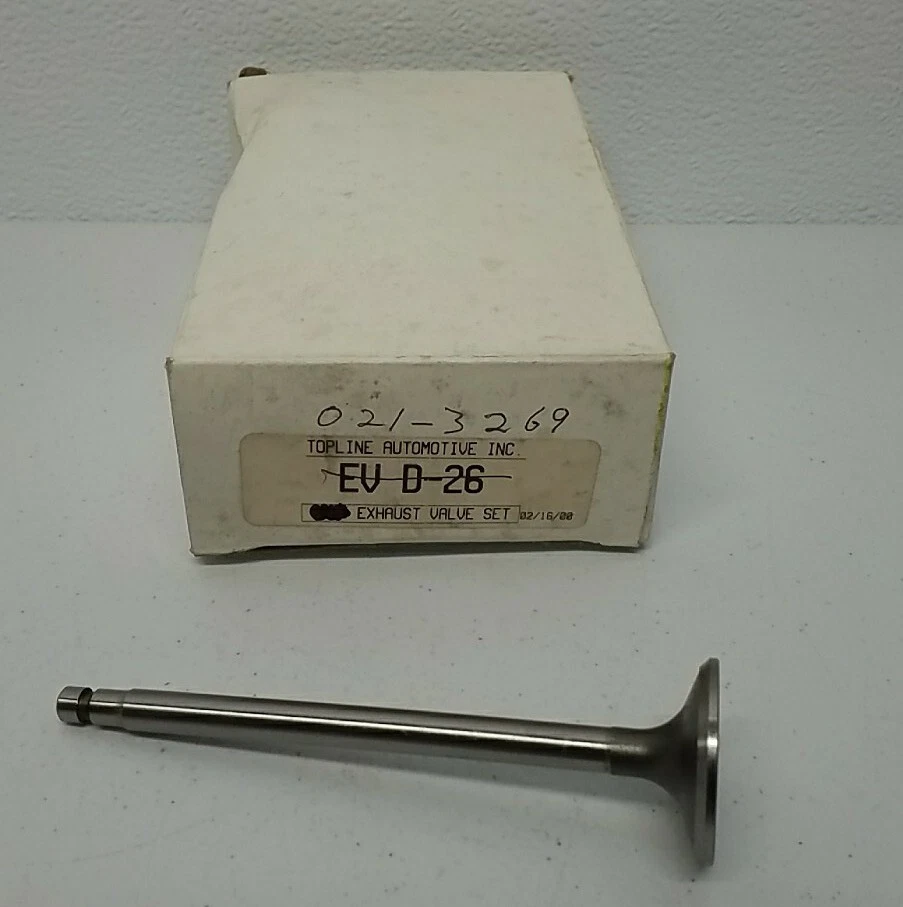 021-3269
TOPLINE AUTOMOTIVE INC.
EV D-26
EXHAUST VALVE SET 02/16/00